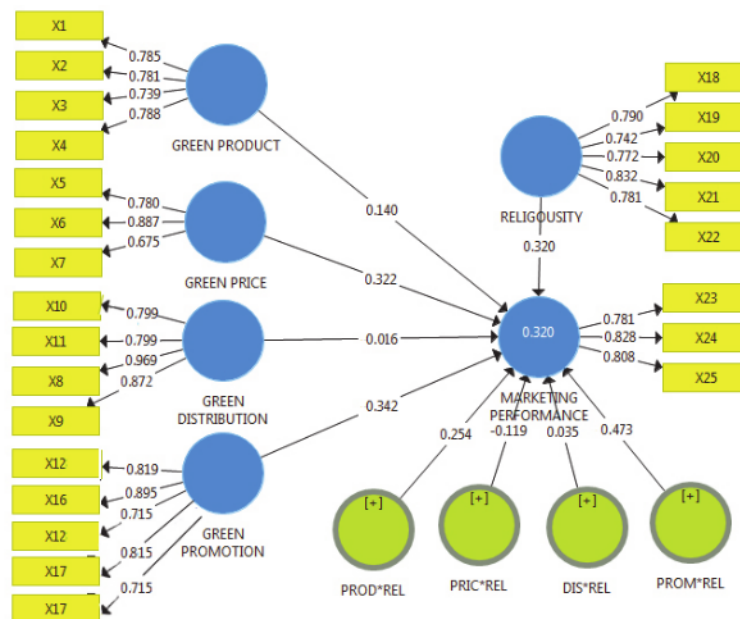 X1
X2
X3
X4
0.785
0.781
0.739
0.788
GREEN PRODUCT
X5
X6
X7
0.780
0.887
0.675
GREEN PRICE
X10
X11
X8
X9
0.799
0.799
0.969
0.872
GREEN
DISTRIBUTION
X12
X16
X12
X17
X17
0.819
0.895
0.715
0.815
0.715
GREEN
PROMOTION
0.140
0.322
0.016
0.342
RELIGOUSITY
0.320
0.790
0.742
0.772
0.832
0.781
X18
X19
X20
X21
X22
0.320
MARKETING
PERFORMANCE
0.781
0.828
0.808
X23
X24
X25
0.254
-0.119
0.035
0.473
[+]
[+]
[+]
[+]
PROD*REL
PRIC*REL
DIS*REL
PROM*REL